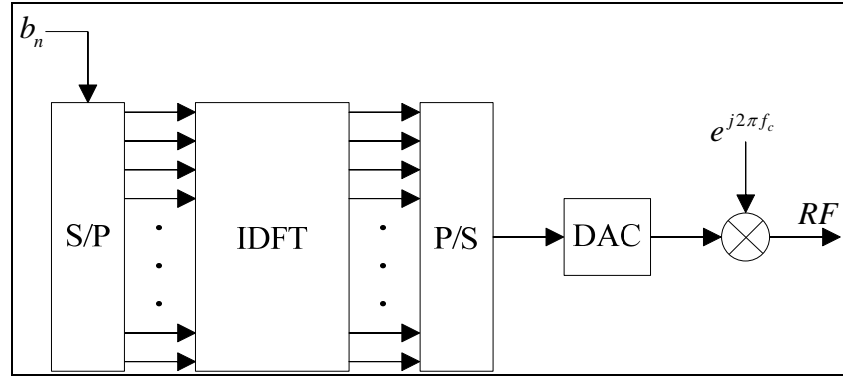 b_n
e^{j2πf_c}
RF
S/P
IDFT
P/S
DAC